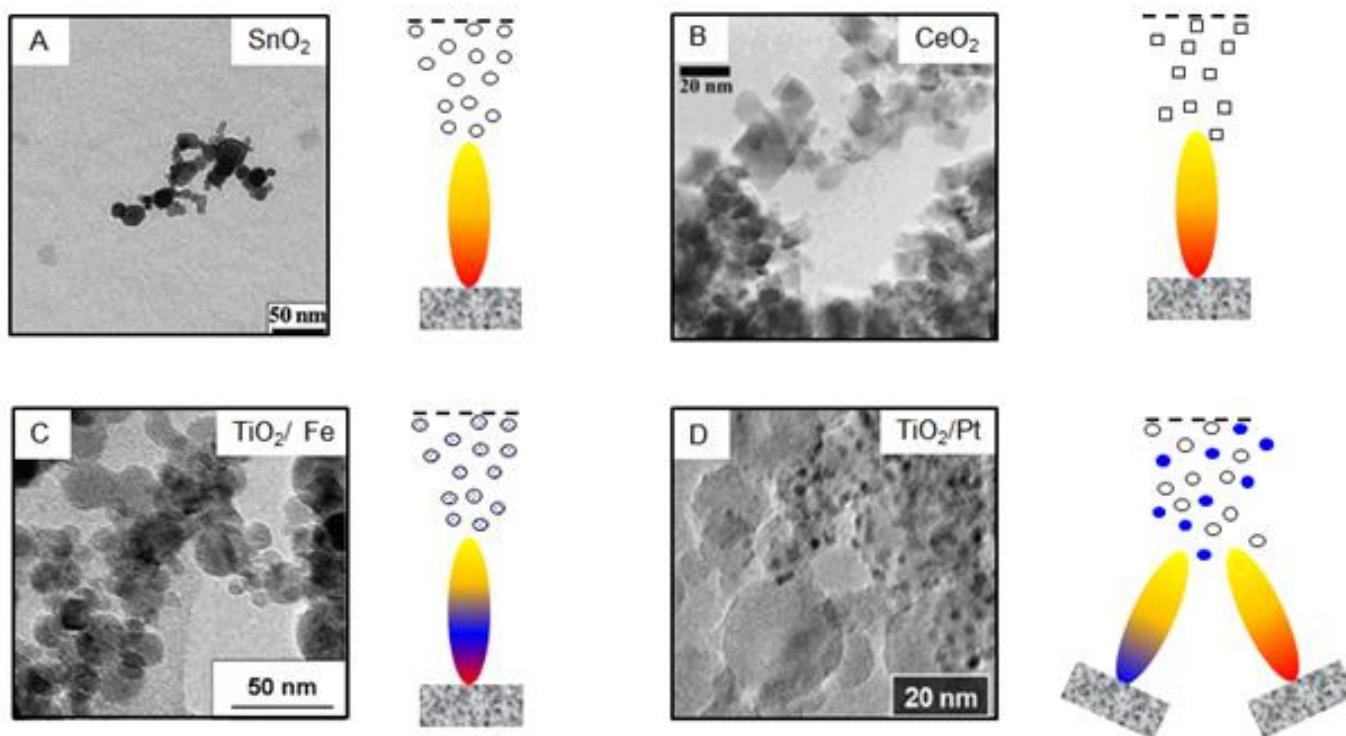 A
SnO₂
50 nm
B
CeO₂
20 nm
C
TiO₂/ Fe
50 nm
D
TiO₂/Pt
20 nm